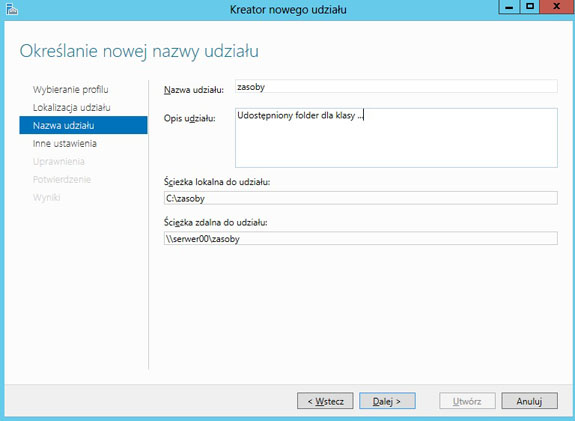 Kreator nowego udziału
Określanie nowej nazwy udziału
Wybieranie profilu
Lokalizacja udziału
Nazwa udziału
Inne ustawienia
Uprawnienia
Potwierdzenie
Wyniki
Nazwa udziału:
zasoby
Opis udziału:
Udostępniony folder dla klasy ...
Ścieżka lokalna do udziału:
C:\zasoby
Ścieżka zdalna do udziału:
\\serwer00\zasoby
< Wstecz
Dalej >
Utwórz
Anuluj